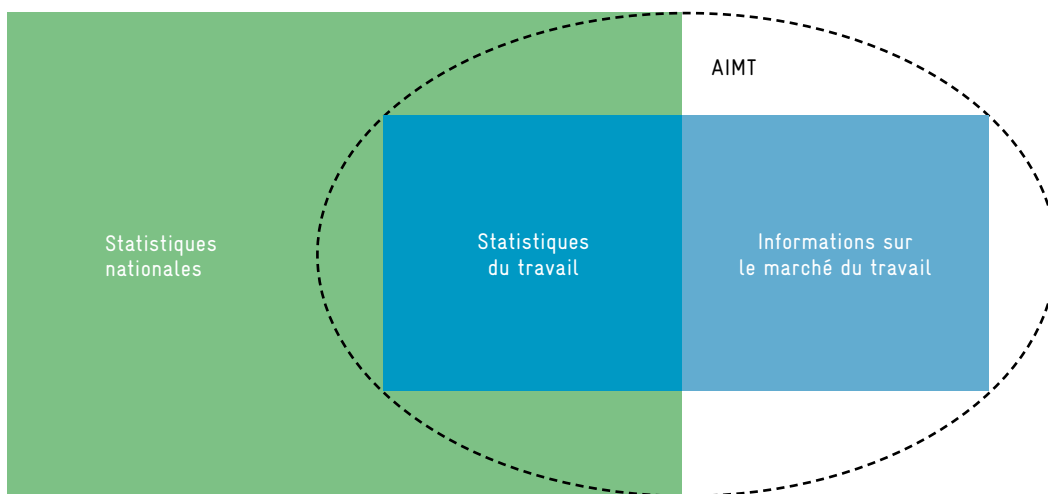 AIMT
Statistiques
nationales
Statistiques
du travail
Informations sur
le marché du travail